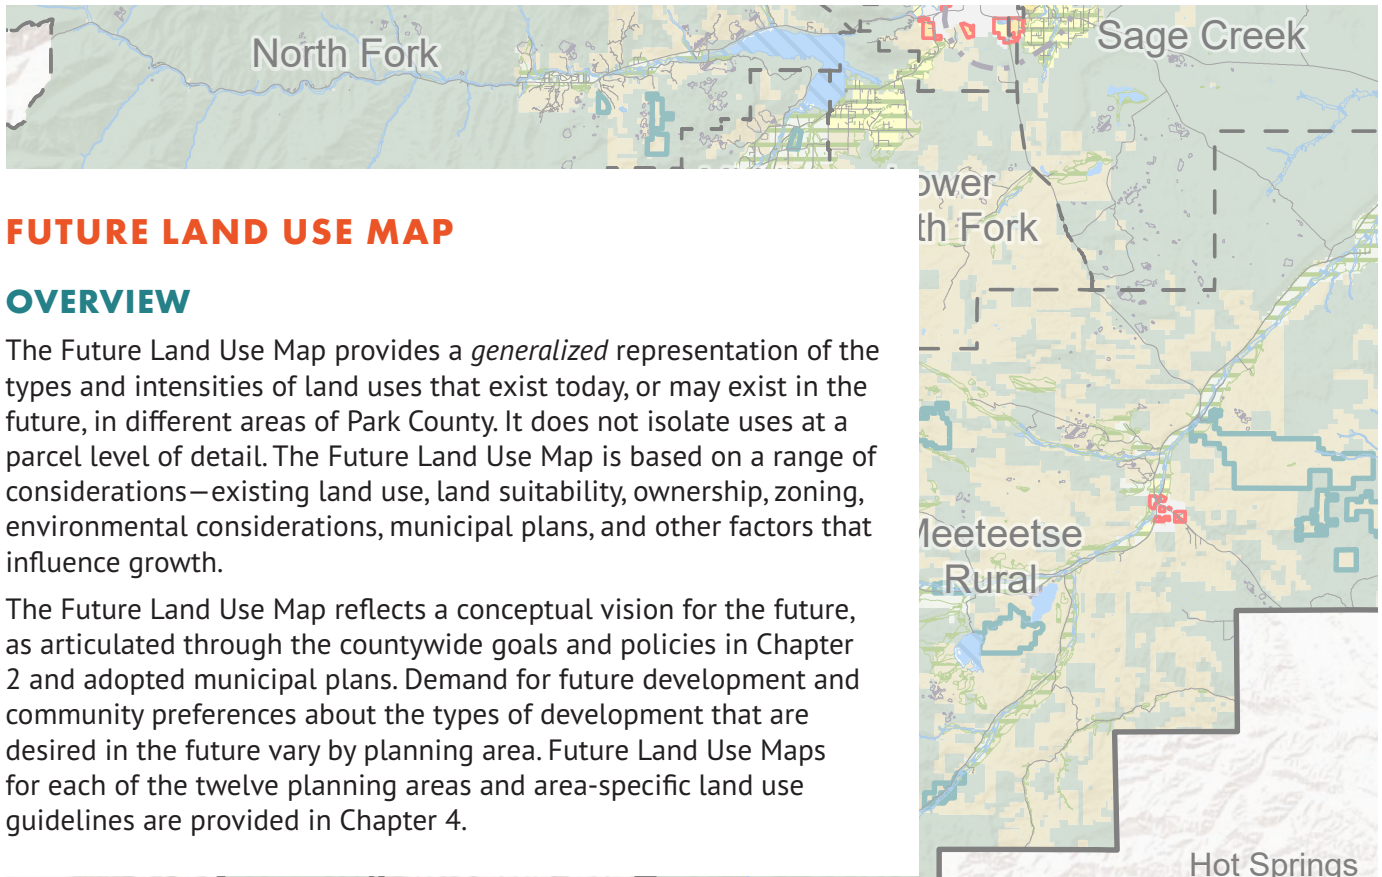 North Fork
Sage Creek
ower
th Fork
FUTURE LAND USE MAP
OVERVIEW
The Future Land Use Map provides a generalized representation of the
types and intensities of land uses that exist today, or may exist in the
future, in different areas of Park County. It does not isolate uses at a
parcel level of detail. The Future Land Use Map is based on a range of
considerations—existing land use, land suitability, ownership, zoning,
environmental considerations, municipal plans, and other factors that
influence growth.
The Future Land Use Map reflects a conceptual vision for the future,
as articulated through the countywide goals and policies in Chapter
2 and adopted municipal plans. Demand for future development and
community preferences about the types of development that are
desired in the future vary by planning area. Future Land Use Maps
for each of the twelve planning areas and area-specific land use
guidelines are provided in Chapter 4.
Meeteetse
Rural
Hot Springs